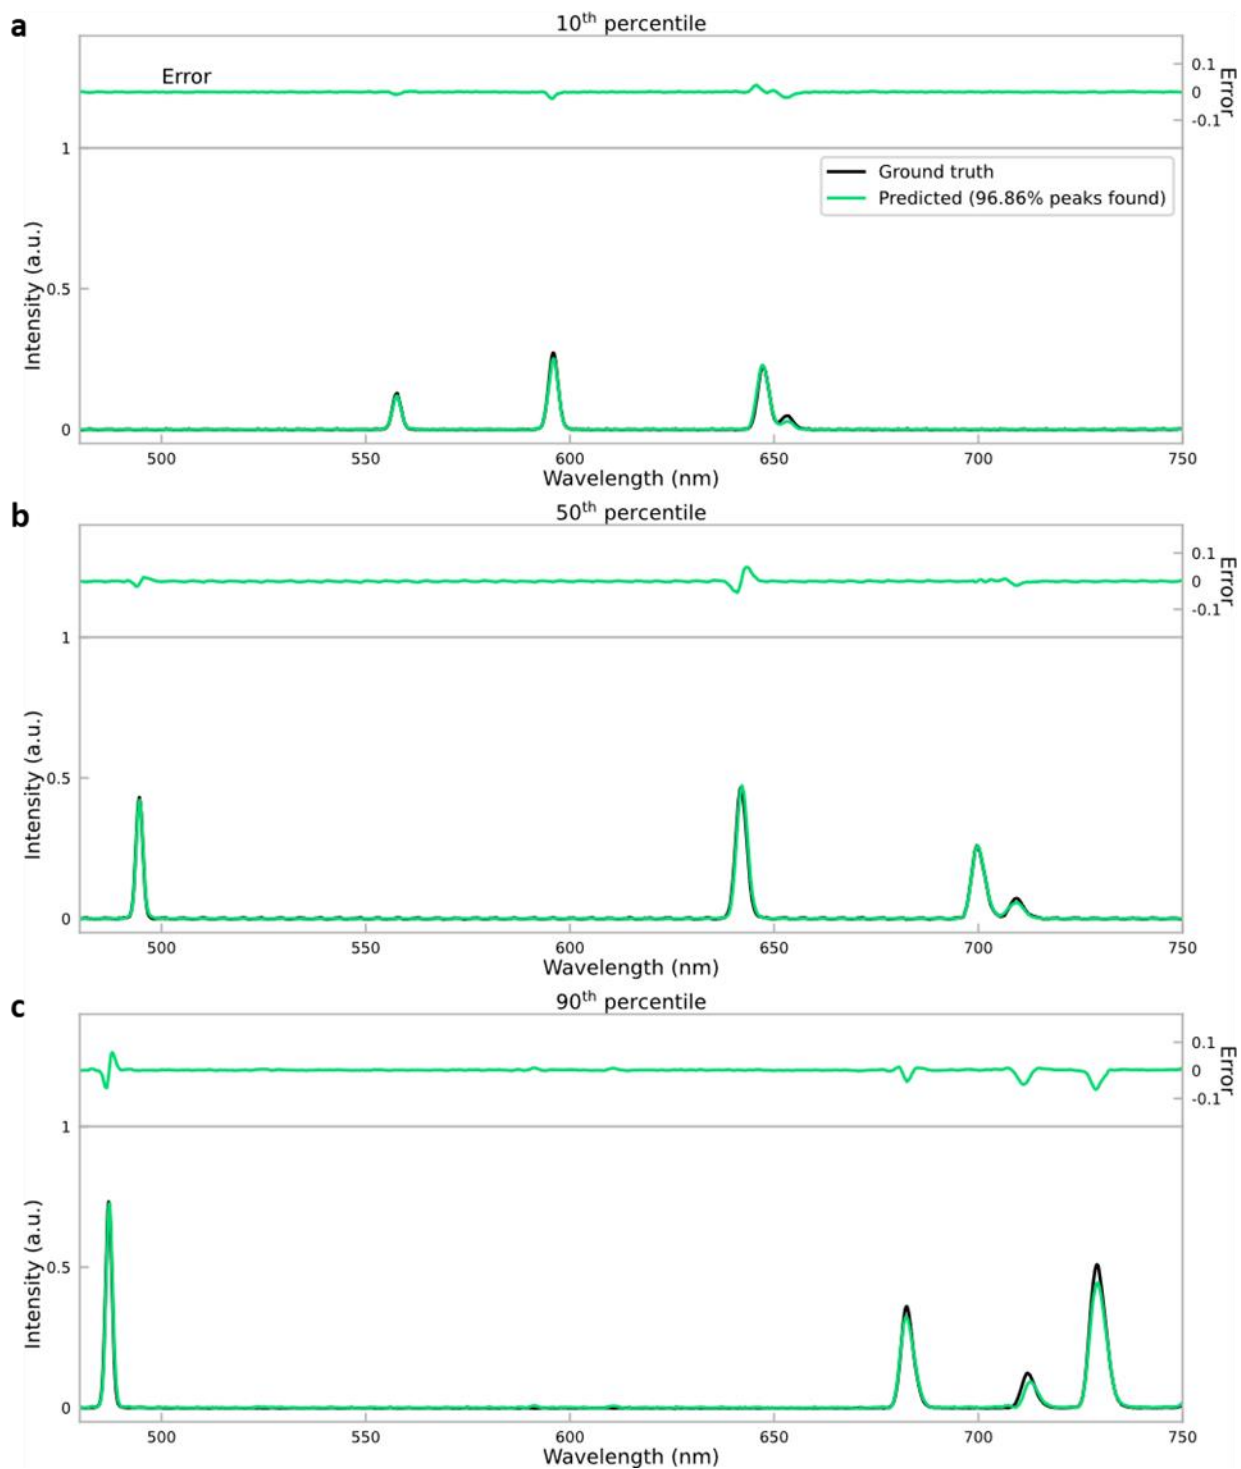 a
10th percentile
Error
0.1
0
-0.1
Error
1
0.5
0
Intensity (a.u.)
Ground truth
Predicted (96.86% peaks found)
500 550 600 650 700 750
Wavelength (nm)
b
50th percentile
0.1
0
-0.1
Error
1
0.5
0
Intensity (a.u.)
500 550 600 650 700 750
Wavelength (nm)
c
90th percentile
0.1
0
-0.1
Error
1
0.5
0
Intensity (a.u.)
500 550 600 650 700 750
Wavelength (nm)